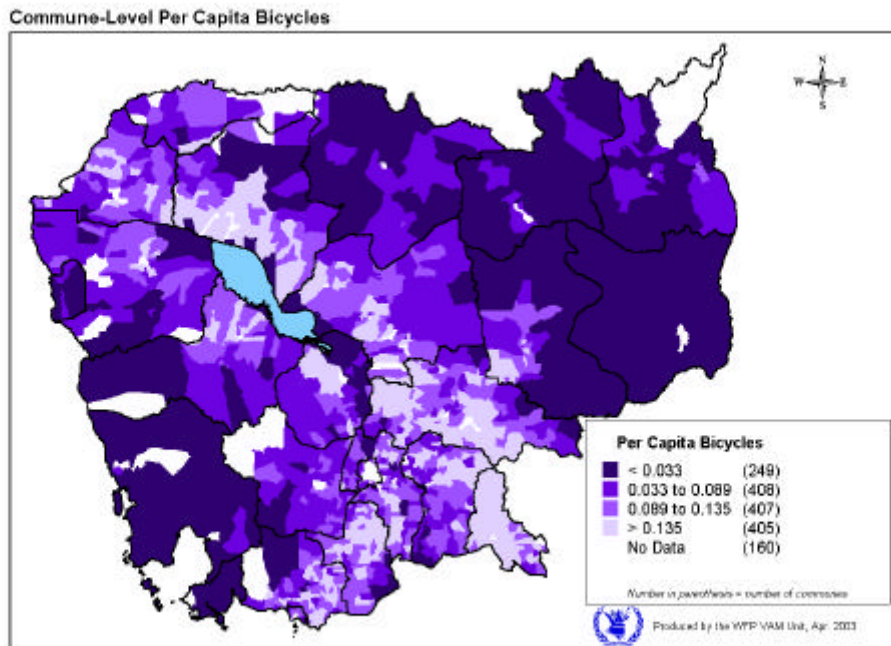 Commune-Level Per Capita Bicycles
N
W E
S
Per Capita Bicycles
< 0.033 (249)
0.033 to 0.089 (408)
0.089 to 0.135 (407)
> 0.135 (405)
No Data (160)
Number in parenthesis = number of communes
Produced by the WFP VAM Unit, Apr. 2003